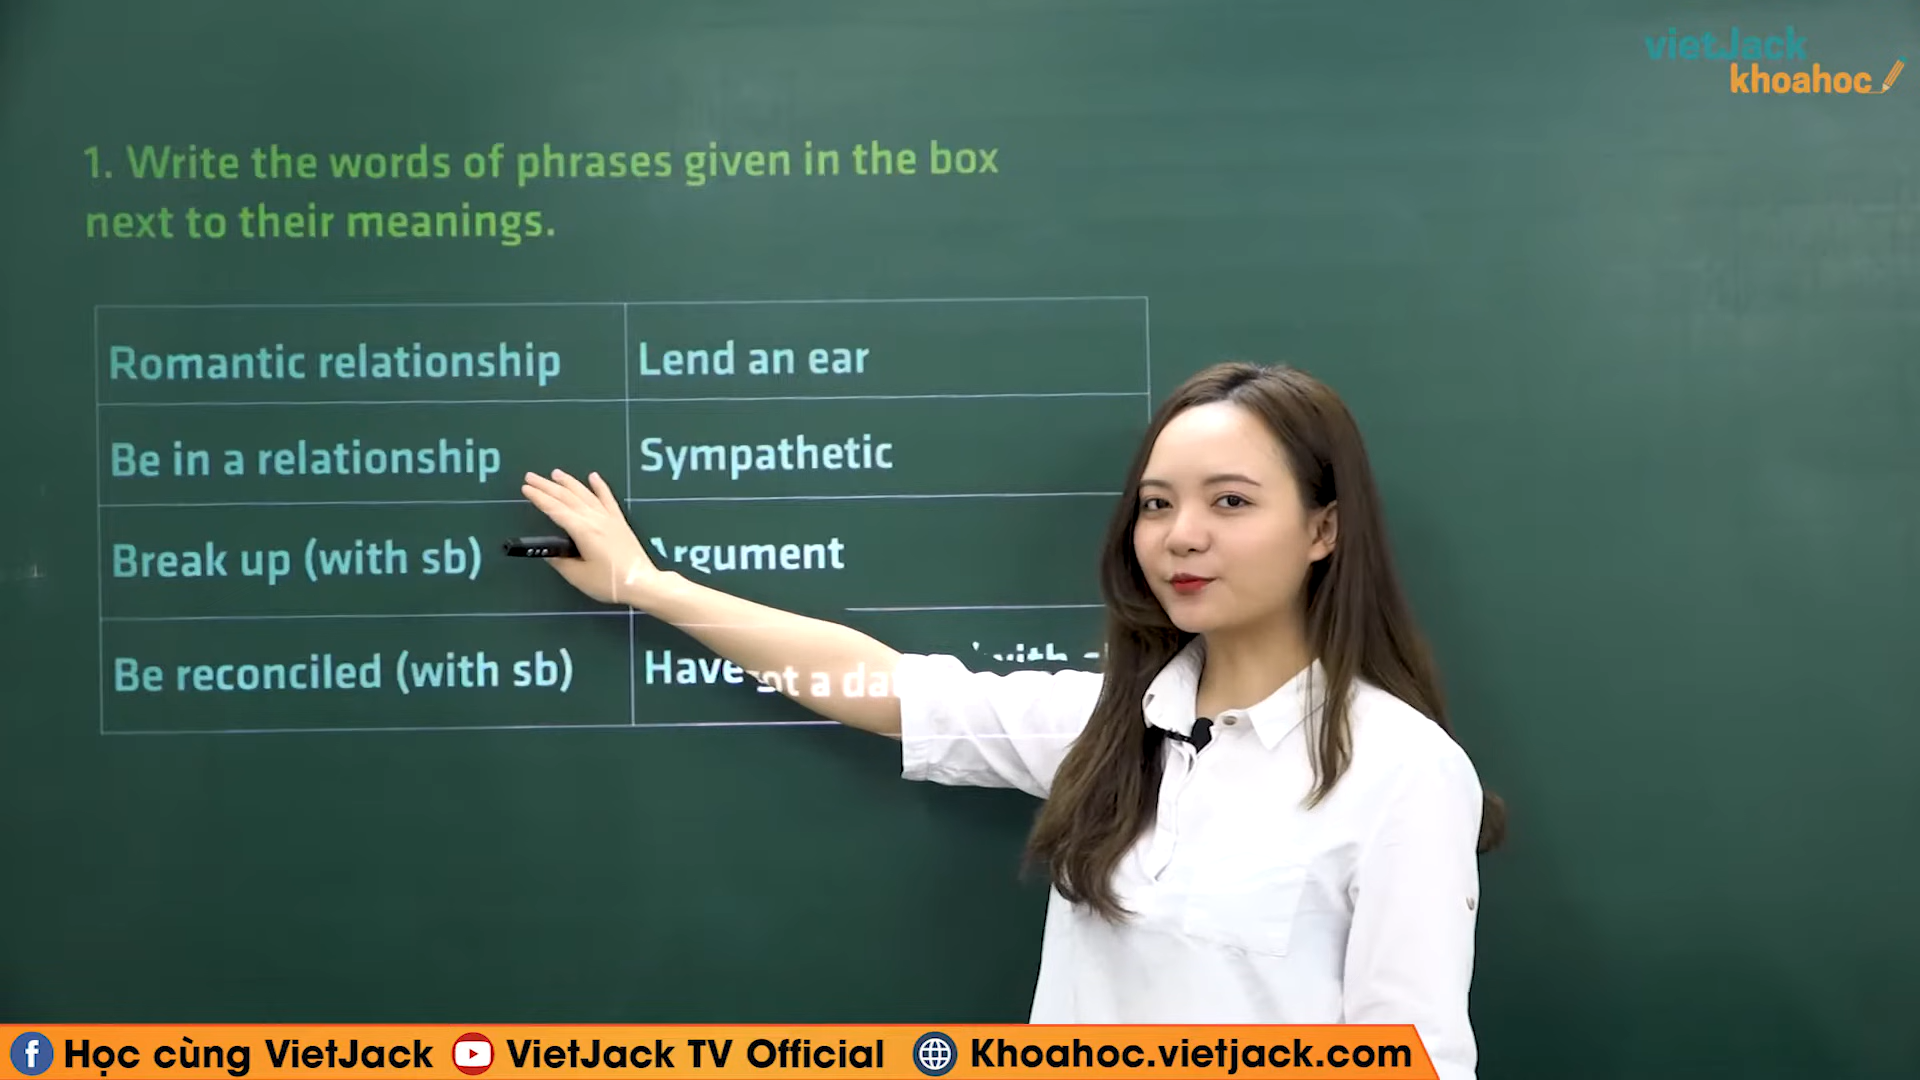 vietJack
khoahoc
1. Write the words of phrases given in the box
next to their meanings.
Romantic relationship
Lend an ear
Be in a relationship
Sympathetic
Break up (with sb)
Argument
Be reconciled (with sb)
Have got a
Học cùng VietJack
VietJack TV Official
Khoahoc.vietjack.com